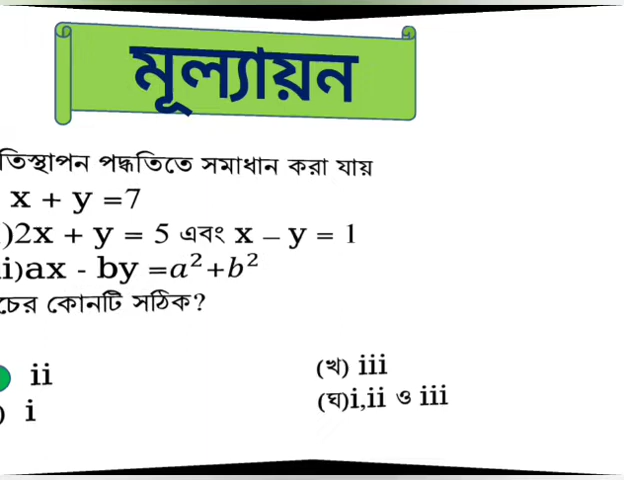 মূল্যায়ন
তিস্থাপন পদ্ধতিতে সমাধান করা যায়
x + y =7
)2x + y = 5 এবং x – y = 1
i)ax - by =a²+b²
চের কোনটি সঠিক?
ii
(খ) iii
) i
(ঘ)i,ii ও iii